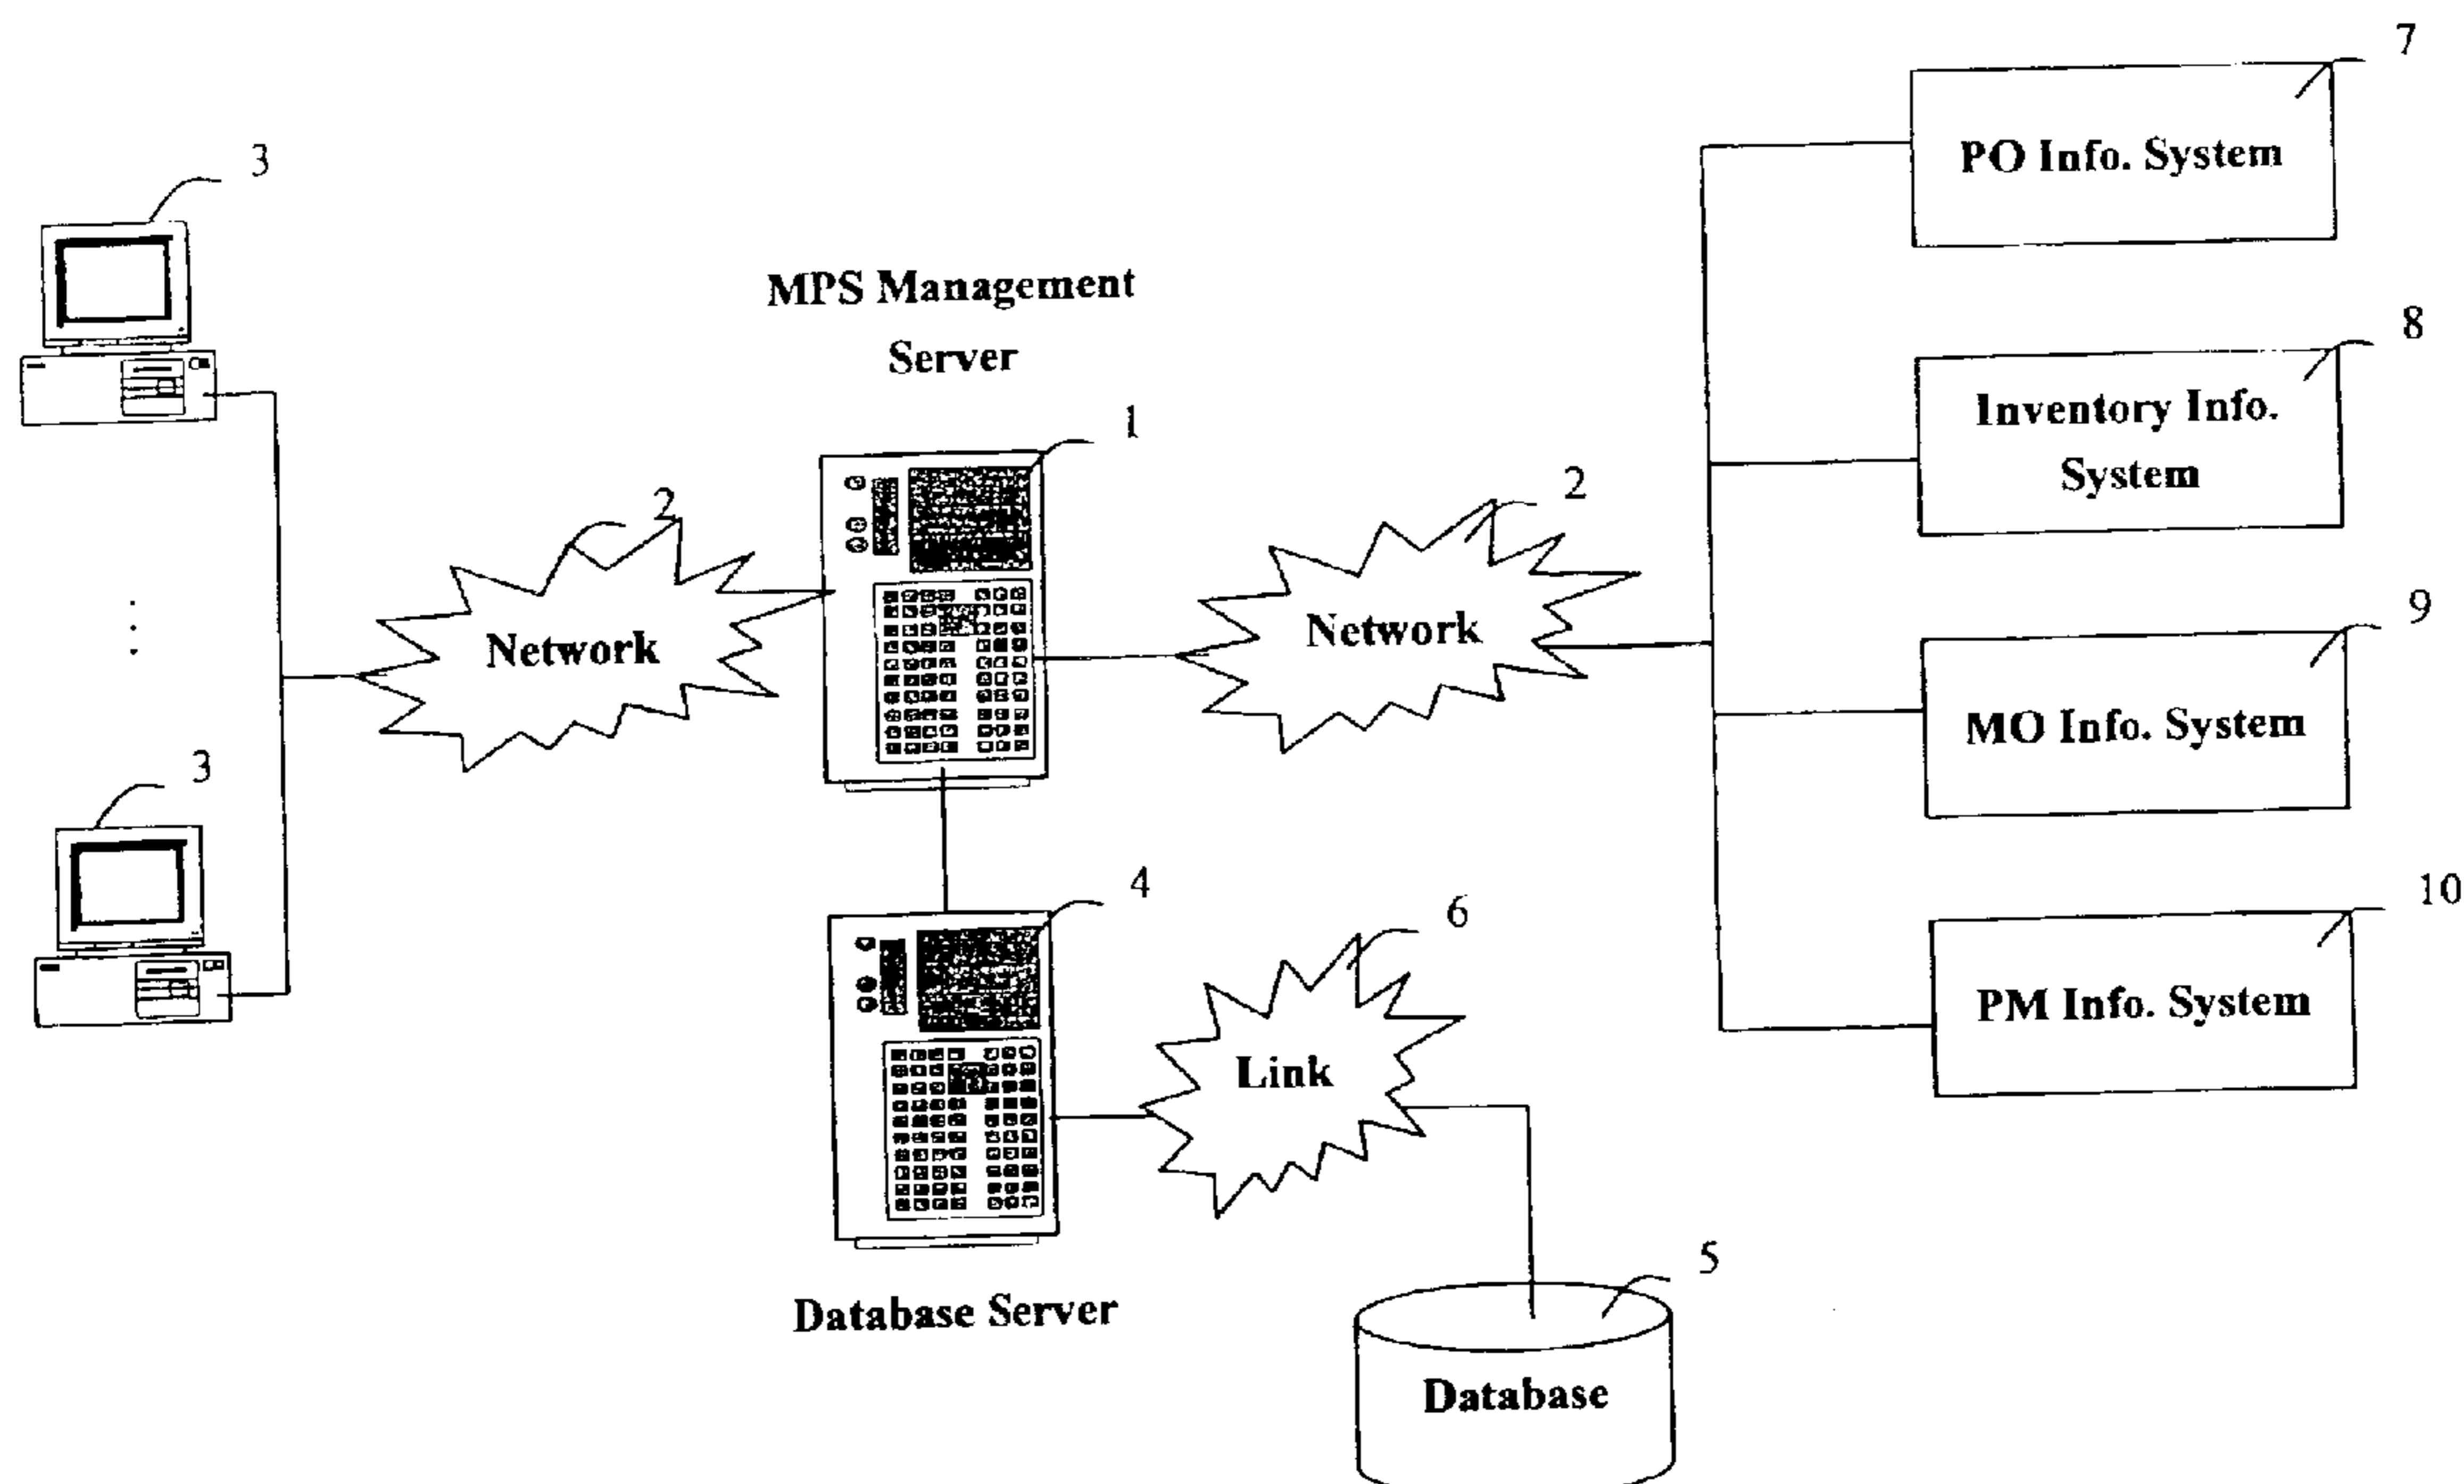 7
PO Info. System
3
MPS Management
Server
8
Inventory Info.
System
1
2
Network
2
Network
9
MO Info. System
3
4
6
10
PM Info. System
Link
5
Database Server
Database